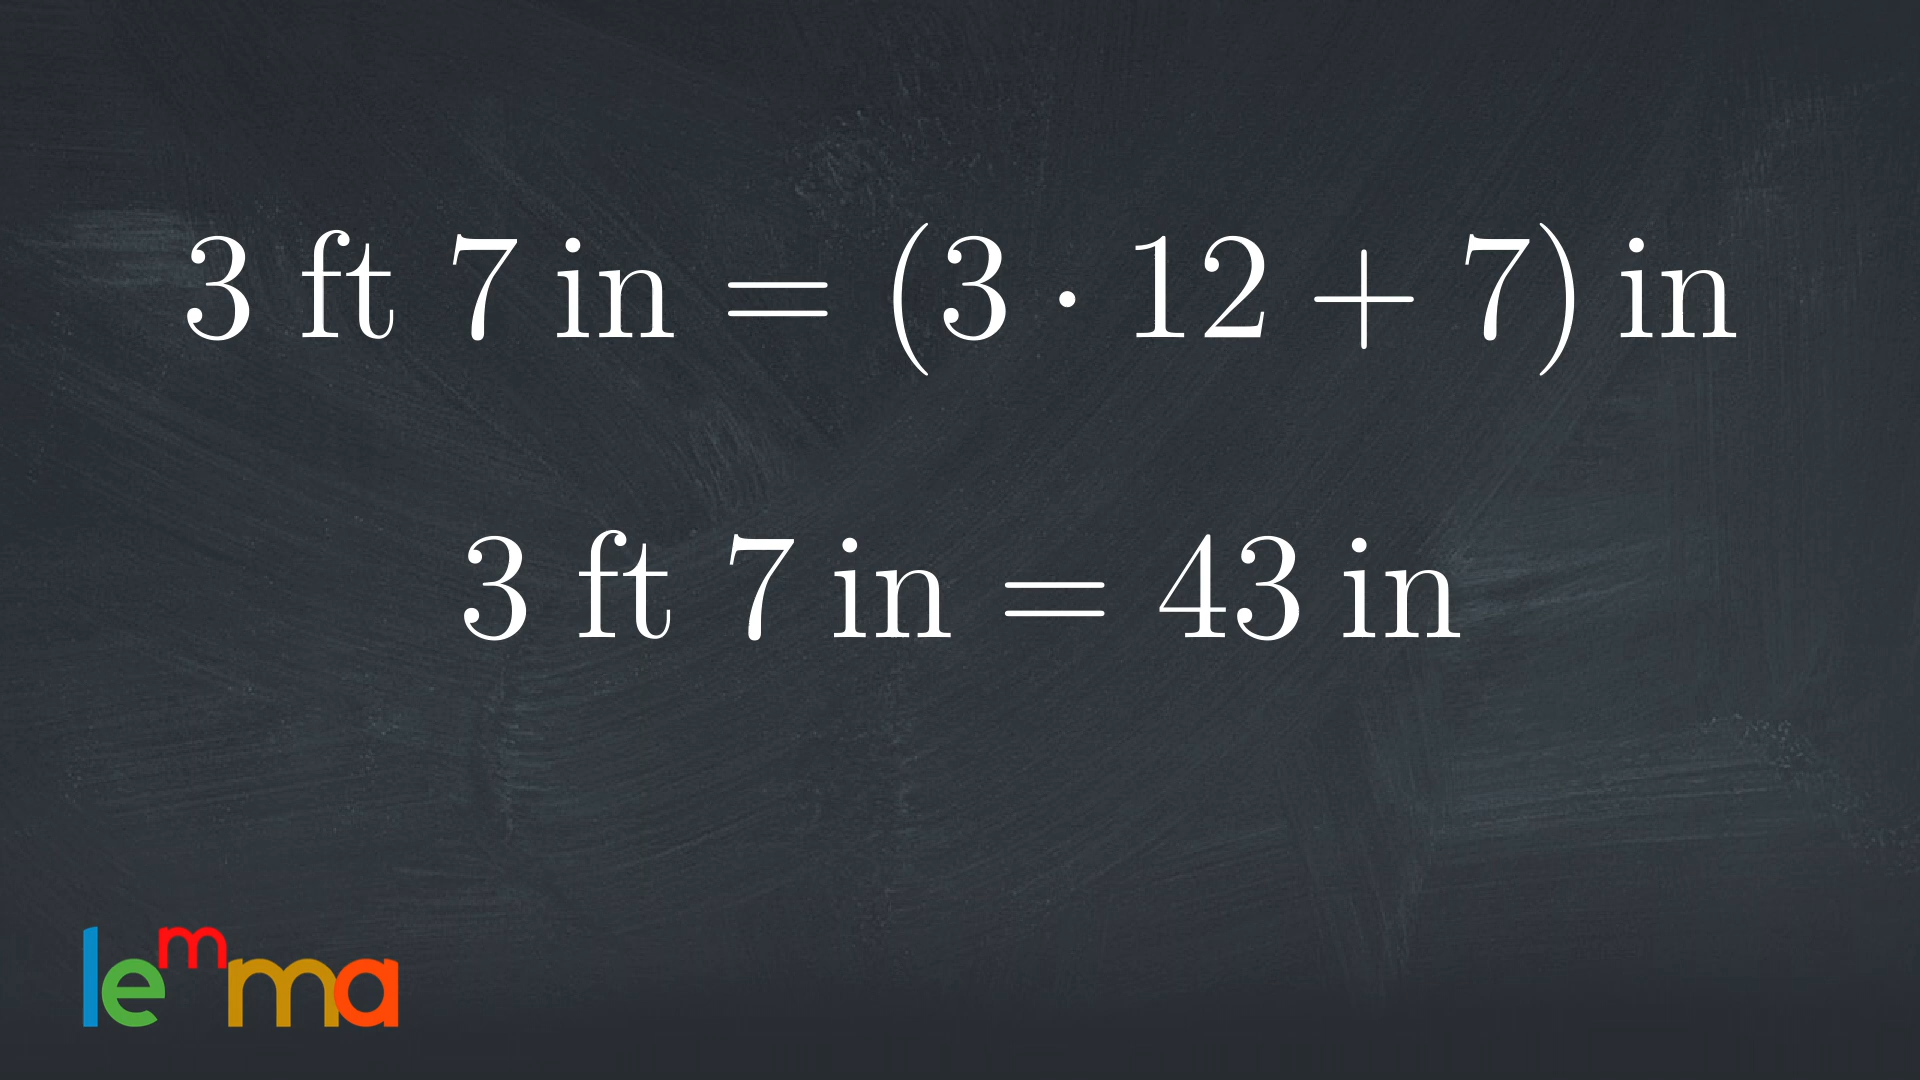 3 ft 7 in = (3 · 12 + 7) in
3 ft 7 in = 43 in
lemma